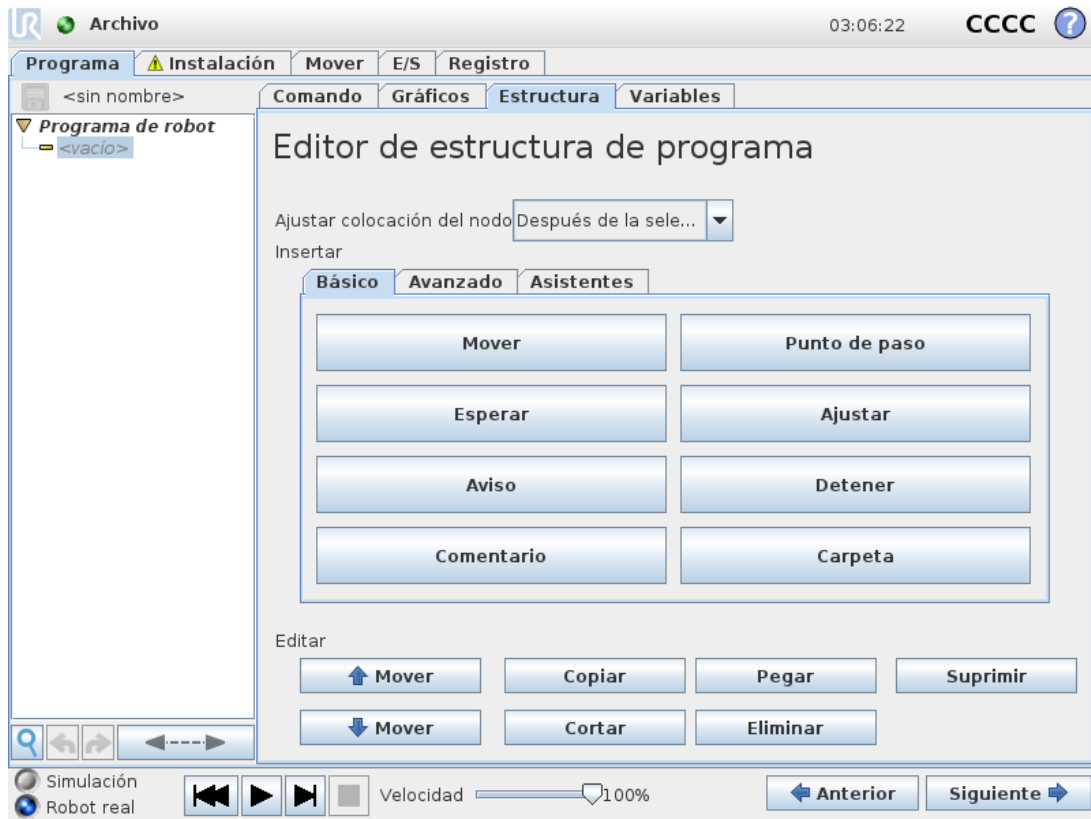 UR Archivo 03:06:22 CCCC ?
Programa Instalación Mover E/S Registro
<sin nombre> Comando Gráficos Estructura Variables
Programa de robot
<vacío>
Editor de estructura de programa
Ajustar colocación del nodo Después de la sele...
Insertar
Básico Avanzado Asistentes
Mover Punto de paso
Esperar Ajustar
Aviso Detener
Comentario Carpeta
Editar
Mover Copiar Pegar Suprimir
Mover Cortar Eliminar
Simulación
Robot real
Velocidad 100% Anterior Siguiente